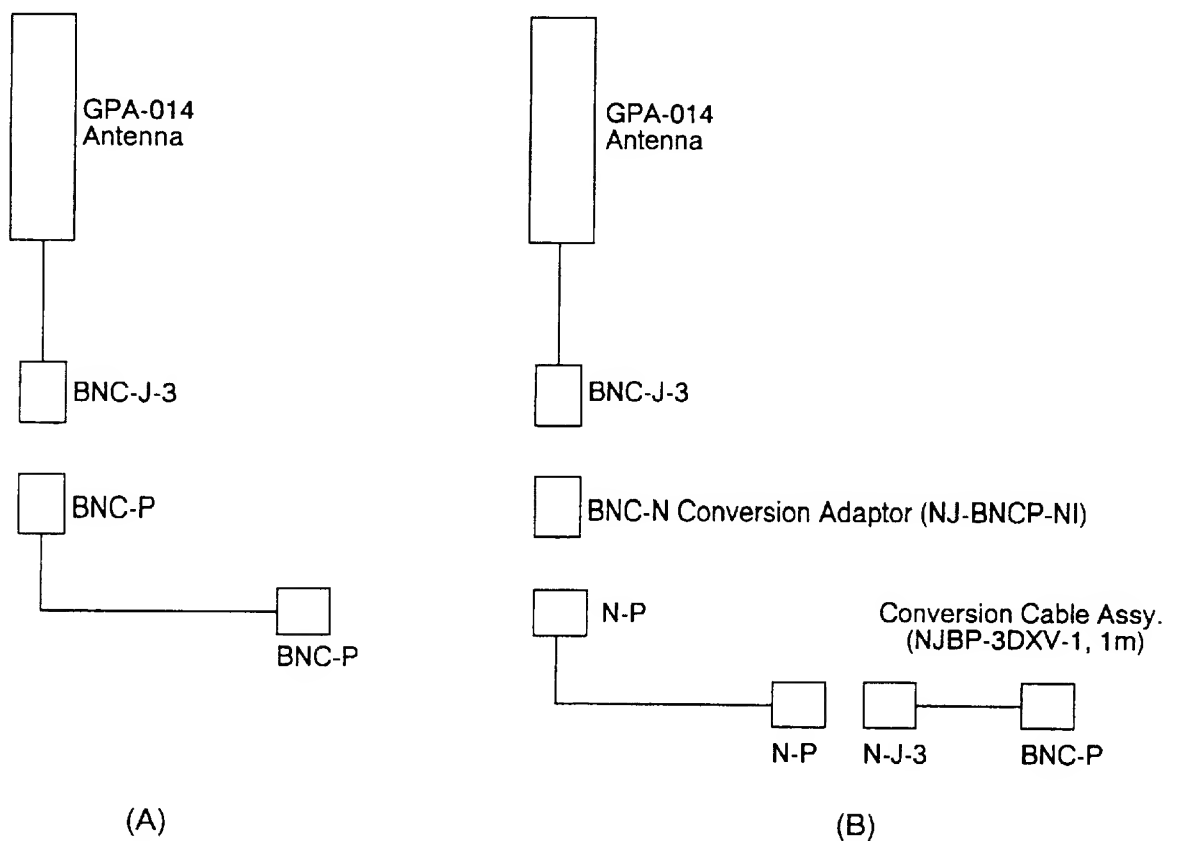 GPA-014
Antenna
BNC-J-3
BNC-P
BNC-P
(A)
GPA-014
Antenna
BNC-J-3
BNC-N Conversion Adaptor (NJ-BNCP-NI)
N-P
Conversion Cable Assy.
(NJBP-3DXV-1, 1m)
N-P
N-J-3
BNC-P
(B)